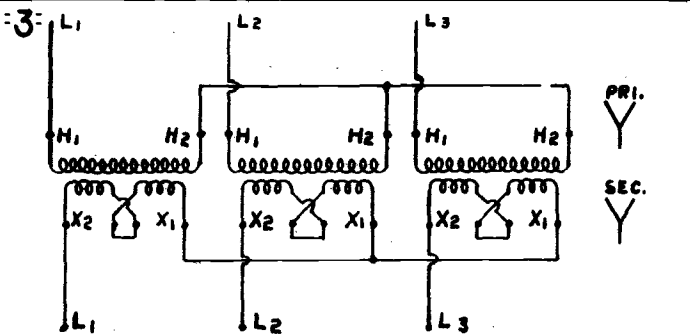 =3=
L1 L2 L3
PRI.
H1 H2 H1 H2 H1 H2
SEC.
X2 X1 X2 X1 X2 X1
L1 L2 L3